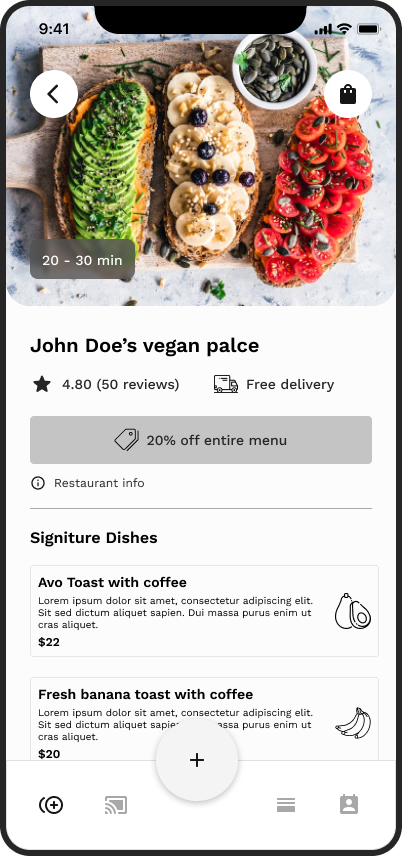 9:41
20 - 30 min
John Doe’s vegan palce
4.80 (50 reviews) Free delivery
20% off entire menu
Restaurant info
Signiture Dishes
Avo Toast with coffee
Lorem ipsum dolor sit amet, consectetur adipiscing elit.
Sit sed dictum aliquet sapien. Dui massa purus enim ut
cras aliquet.
$22
Fresh banana toast with coffee
Lorem ipsum dolor sit amet, consectetur adipiscing elit.
Sit sed dictum aliquet massa purus enim ut
cras aliquet.
$20